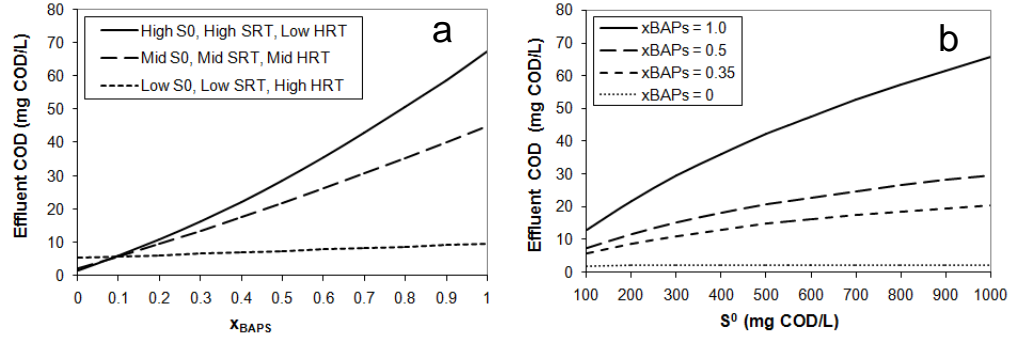 a
High S0, High SRT, Low HRT
Mid S0, Mid SRT, Mid HRT
Low S0, Low SRT, High HRT
Effluent COD (mg COD/L)
80
70
60
50
40
30
20
10
0
0 0.1 0.2 0.3 0.4 0.5 0.6 0.7 0.8 0.9 1
xBAPS
b
xBAPs = 1.0
xBAPs = 0.5
xBAPs = 0.35
xBAPs = 0
Effluent COD (mg COD/L)
80
70
60
50
40
30
20
10
0
100 200 300 400 500 600 700 800 900 1000
S⁰ (mg COD/L)